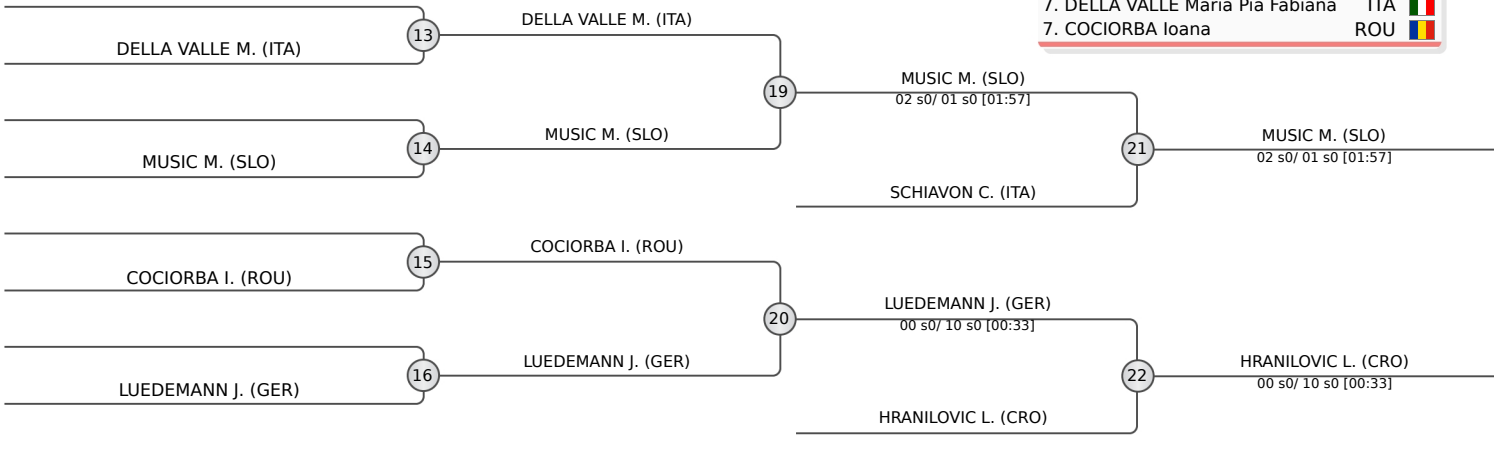 7. DELLA VALLE Maria Pia Fabiana ITA
7. COCIORBA Ioana ROU
DELLA VALLE M. (ITA)
13
DELLA VALLE M. (ITA)
MUSIC M. (SLO)
14
MUSIC M. (SLO)
19
MUSIC M. (SLO)
02 s0/ 01 s0 [01:57]
SCHIAVON C. (ITA)
21
MUSIC M. (SLO)
02 s0/ 01 s0 [01:57]
COCIORBA I. (ROU)
15
COCIORBA I. (ROU)
LUEDEMANN J. (GER)
16
LUEDEMANN J. (GER)
20
LUEDEMANN J. (GER)
00 s0/ 10 s0 [00:33]
HRANILOVIC L. (CRO)
22
HRANILOVIC L. (CRO)
00 s0/ 10 s0 [00:33]